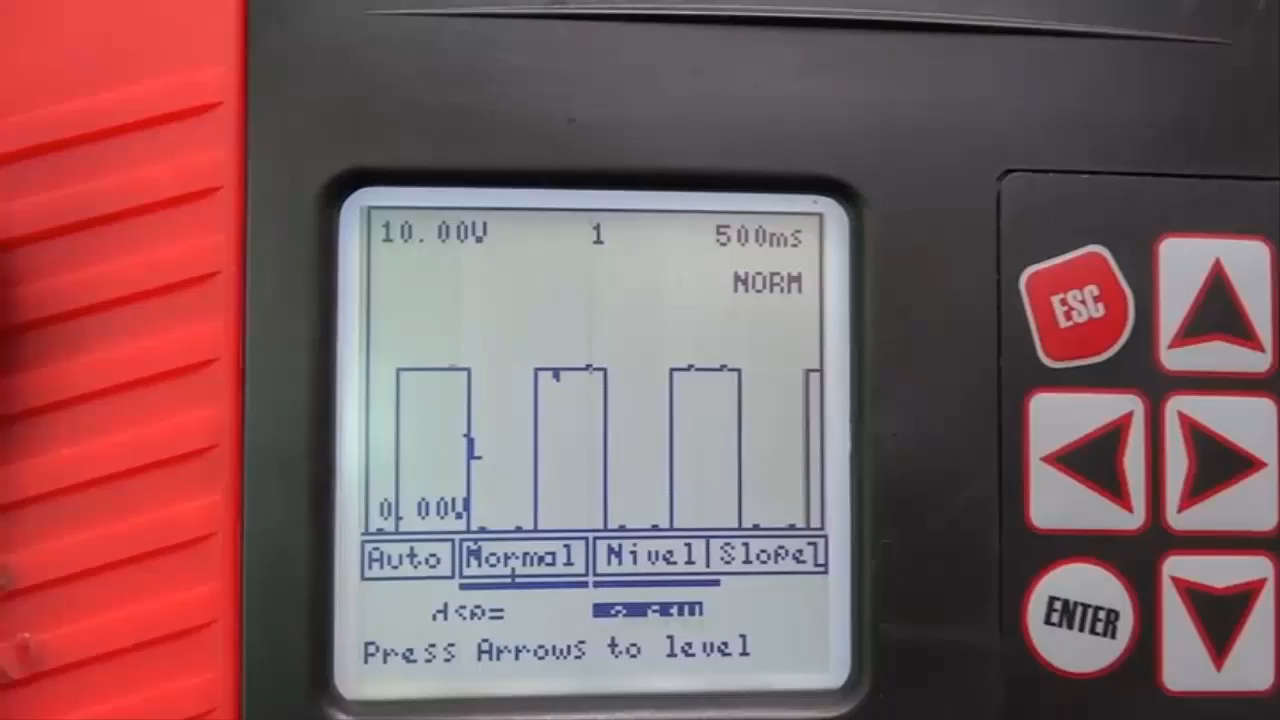 10.00V 1 500ms
NORM
ESC
0.00V
Auto Normal Nivel Slope
ENTER
Press Arrows to level